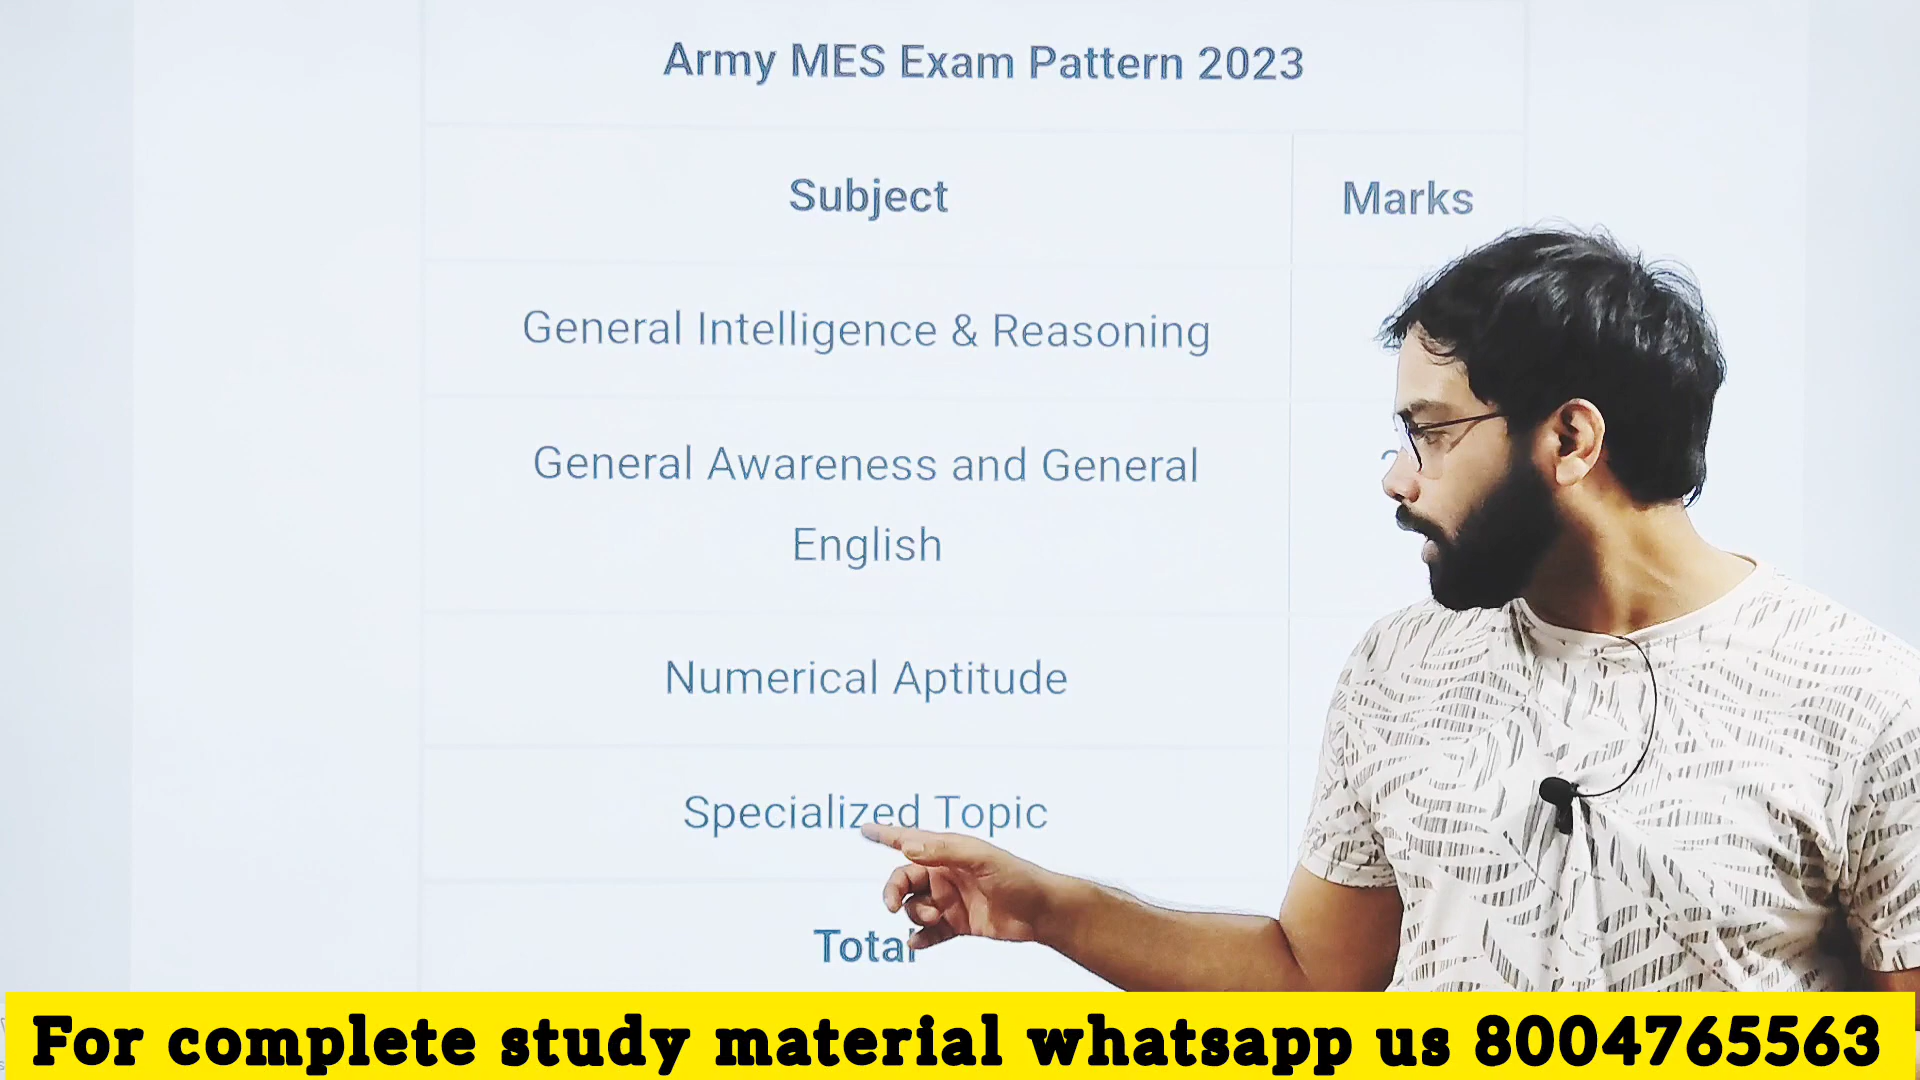 Army MES Exam Pattern 2023
Subject
Marks
General Intelligence & Reasoning
General Awareness and General
English
Numerical Aptitude
Specialized Topic
Total
For complete study material whatsapp us 8004765563